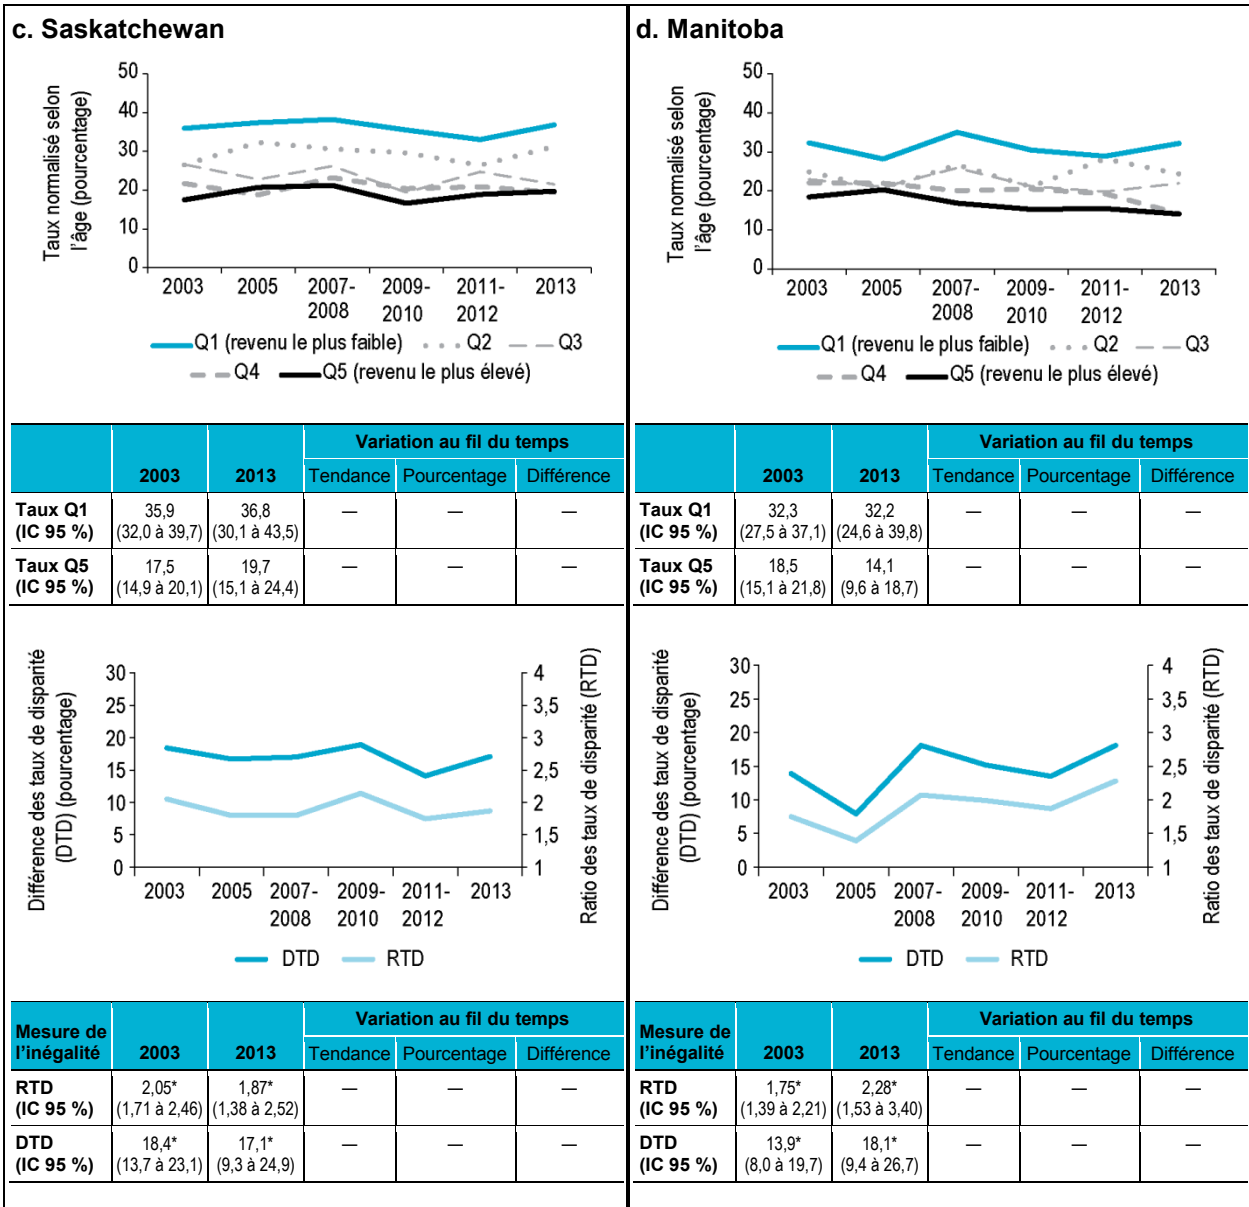 c. Saskatchewan
Taux normalisé selon
l'âge (pourcentage)
50
40
30
20
10
0
2003 2005 2007- 2009- 2011- 2013
2008 2010 2012
Q1 (revenu le plus faible) Q2 Q3
Q4 Q5 (revenu le plus élevé)
Variation au fil du temps
2003 2013 Tendance Pourcentage Différence
Taux Q1 35,9 36,8 — — —
(IC 95 %) (32,0 à 39,7) (30,1 à 43,5)
Taux Q5 17,5 19,7 — — —
(IC 95 %) (14,9 à 20,1) (15,1 à 24,4)
Différence des taux de disparité
(DTD) (pourcentage)
30
25
20
15
10
5
0
4
3,5
3
2,5
2
1,5
1
Ratio des taux de disparité (RTD)
2003 2005 2007- 2009- 2011- 2013
2008 2010 2012
DTD RTD
Variation au fil du temps
Mesure de
l'inégalité 2003 2013 Tendance Pourcentage Différence
RTD 2,05* 1,87* — — —
(IC 95 %) (1,71 à 2,46) (1,38 à 2,52)
DTD 18,4* 17,1* — — —
(IC 95 %) (13,7 à 23,1) (9,3 à 24,9)
d. Manitoba
Taux normalisé selon
l'âge (pourcentage)
50
40
30
20
10
0
2003 2005 2007- 2009- 2011- 2013
2008 2010 2012
Q1 (revenu le plus faible) Q2 Q3
Q4 Q5 (revenu le plus élevé)
Variation au fil du temps
2003 2013 Tendance Pourcentage Différence
Taux Q1 32,3 32,2 — — —
(IC 95 %) (27,5 à 37,1) (24,6 à 39,8)
Taux Q5 18,5 14,1 — — —
(IC 95 %) (15,1 à 21,8) (9,6 à 18,7)
Différence des taux de disparité
(DTD) (pourcentage)
30
25
20
15
10
5
0
4
3,5
3
2,5
2
1,5
1
Ratio des taux de disparité (RTD)
2003 2005 2007- 2009- 2011- 2013
2008 2010 2012
DTD RTD
Variation au fil du temps
Mesure de
l'inégalité 2003 2013 Tendance Pourcentage Différence
RTD 1,75* 2,28* — — —
(IC 95 %) (1,39 à 2,21) (1,53 à 3,40)
DTD 13,9* 18,1* — — —
(IC 95 %) (8,0 à 19,7) (9,4 à 26,7)